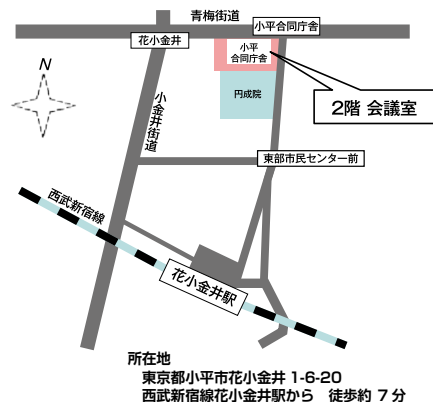 青梅街道
小平合同庁舎
花小金井
小平
合同庁舎
N
円成院
2階 会議室
小金井街道
東部市民センター前
西武新宿線
花小金井駅
所在地
東京都小平市花小金井 1-6-20
西武新宿線花小金井駅から 徒歩約 7 分